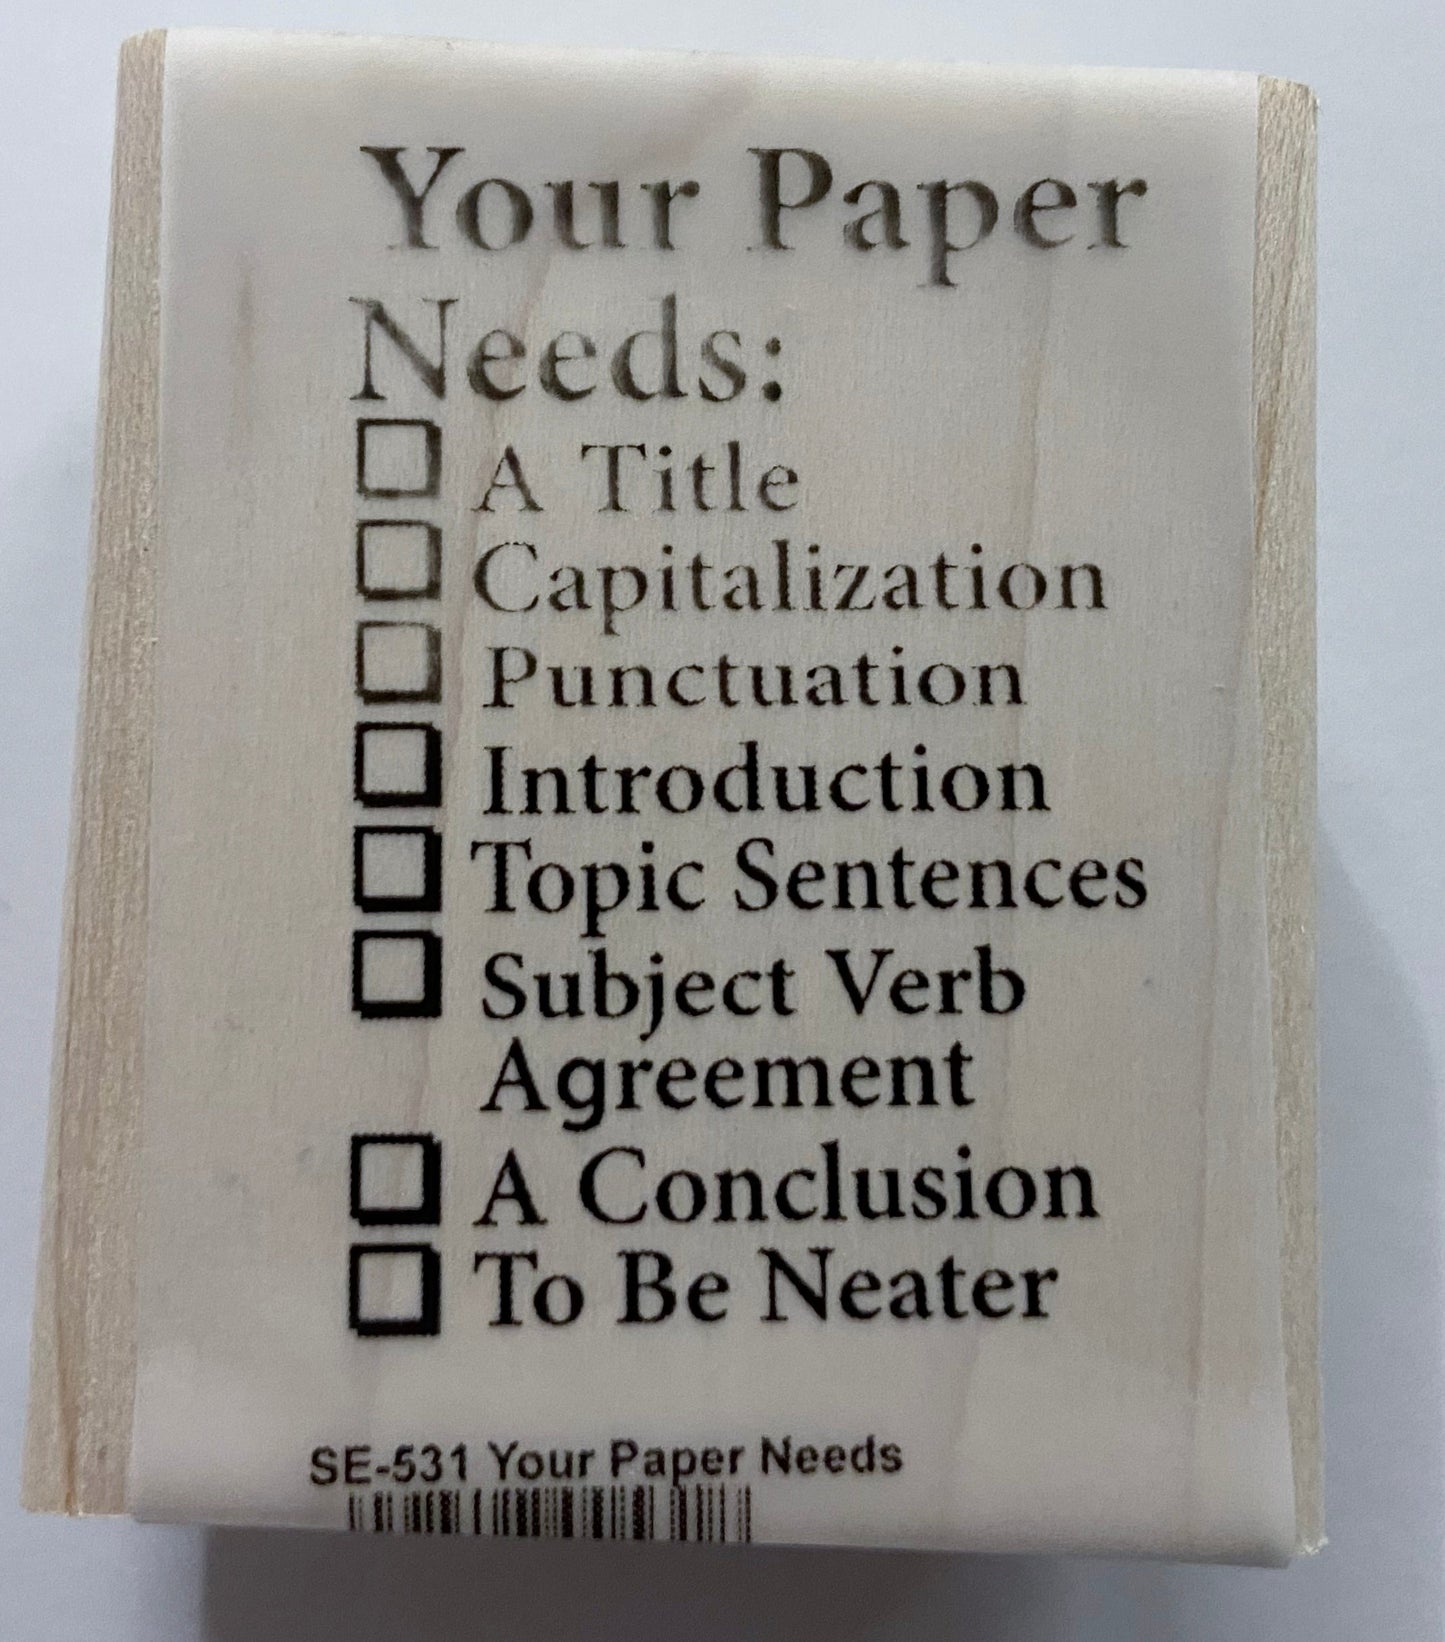 Your Paper
Needs:
☐ A Title
☐ Capitalization
☐ Punctuation
☐ Introduction
☐ Topic Sentences
☐ Subject Verb
Agreement
☐ A Conclusion
☐ To Be Neater
SE-531 Your Paper Needs